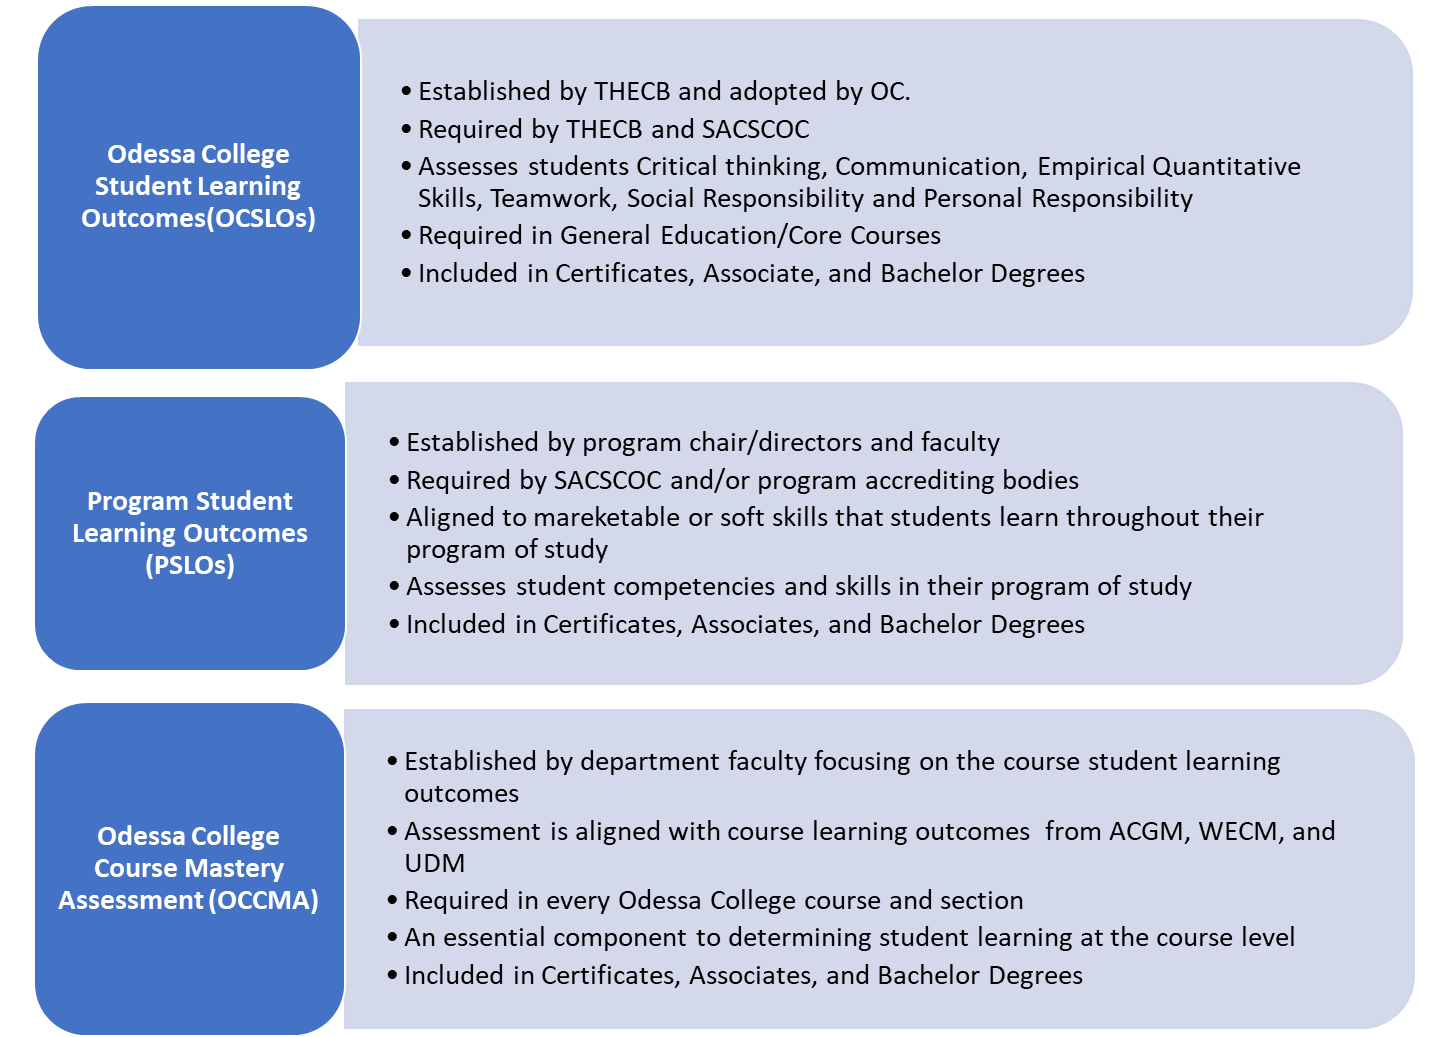 Odessa College
Student Learning
Outcomes(OCSLOs)
• Established by THECB and adopted by OC.
• Required by THECB and SACSCOC
• Assesses students Critical thinking, Communication, Empirical Quantitative
Skills, Teamwork, Social Responsibility and Personal Responsibility
• Required in General Education/Core Courses
• Included in Certificates, Associate, and Bachelor Degrees
Program Student
Learning Outcomes
(PSLOs)
• Established by program chair/directors and faculty
• Required by SACSCOC and/or program accrediting bodies
• Aligned to mareketable or soft skills that students learn throughout their
program of study
• Assesses student competencies and skills in their program of study
• Included in Certificates, Associates, and Bachelor Degrees
Odessa College
Course Mastery
Assessment (OCCMA)
• Established by department faculty focusing on the course student learning
outcomes
• Assessment is aligned with course learning outcomes  from ACGM, WECM, and
UDM
• Required in every Odessa College course and section
• An essential component to determining student learning at the course level
• Included in Certificates, Associates, and Bachelor Degrees